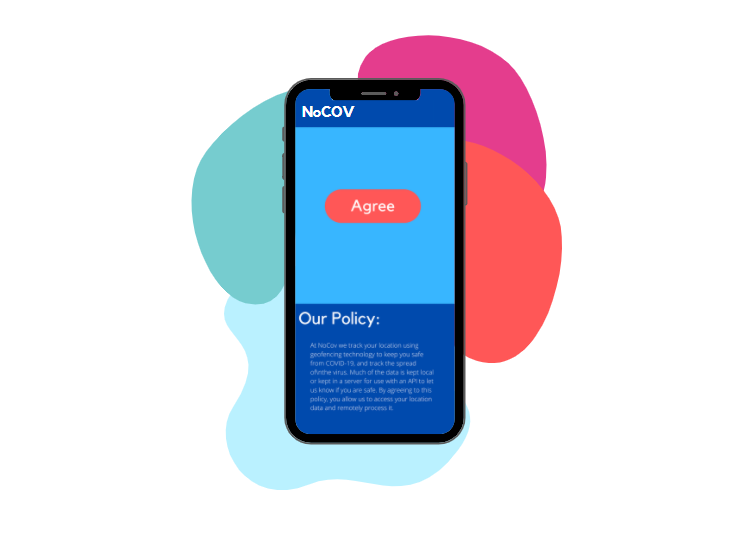 NoCOV
Agree
Our Policy:
At NoCov we track your location using
geofencing technology to keep you safe
from COVID-19, and track the spread
ofinthe virus. Much of the data is kept local
or kept in a server for use with an API to let
us know if you are safe. By agreeing to this
policy, you allow us to access your location
data and remotely process it.